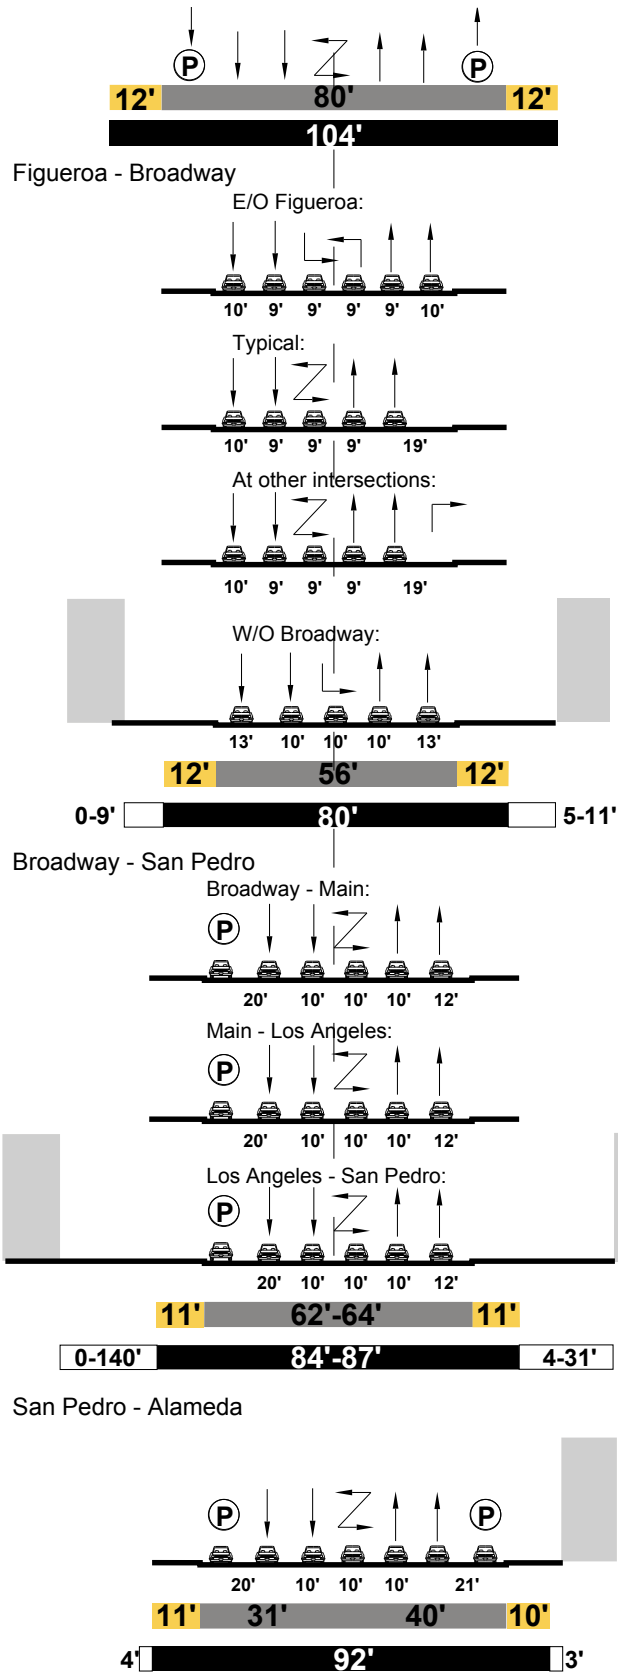 P P
12' 80' 12'
104'
Figueroa - Broadway
E/O Figueroa:
10' 9' 9' 9' 9' 10'
Typical:
10' 9' 9' 9' 19'
At other intersections:
10' 9' 9' 9' 19'
W/O Broadway:
13' 10' 10' 10' 13'
12' 56' 12'
0-9' 80' 5-11'
Broadway - San Pedro
Broadway - Main:
P
20' 10' 10' 10' 12'
Main - Los Angeles:
P
20' 10' 10' 10' 12'
Los Angeles - San Pedro:
P
20' 10' 10' 10' 12'
11' 62'-64' 11'
0-140' 84'-87' 4-31'
San Pedro - Alameda
P P
20' 10' 10' 10' 21'
11' 31' 40' 10'
4' 92' 3'